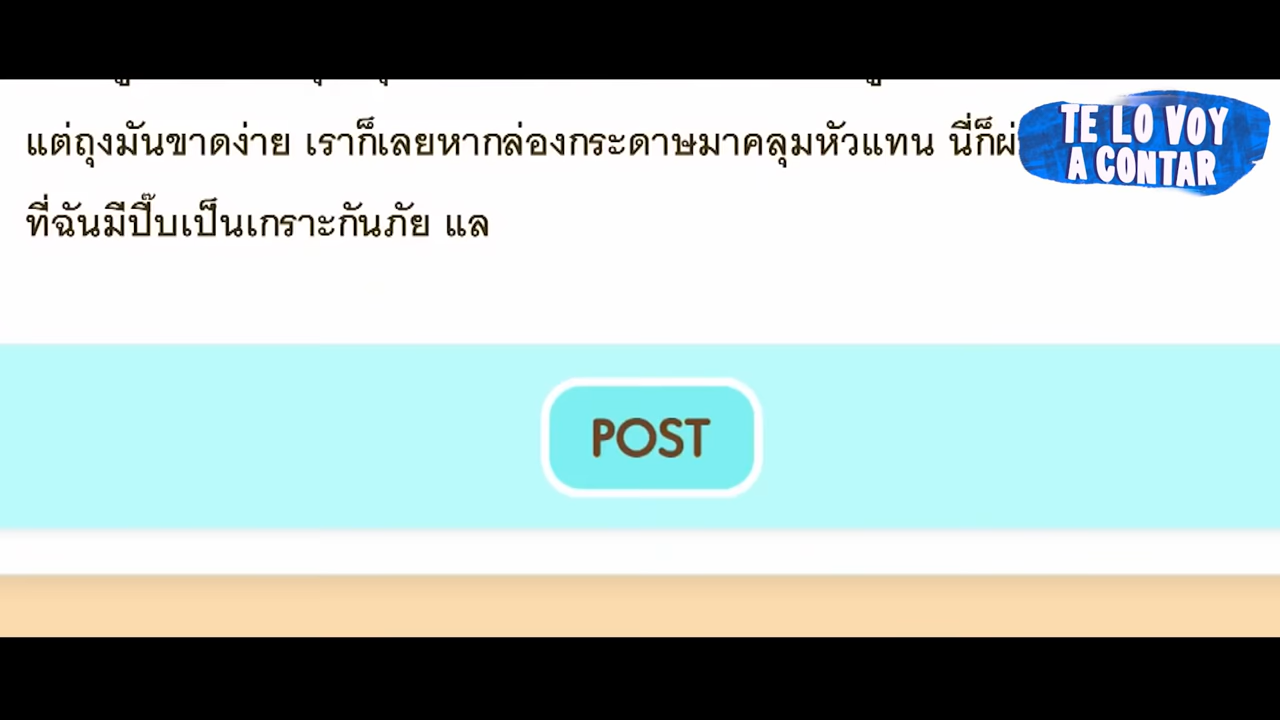 แต่ถุงมันขาดง่าย เราก็เลยหากล่องกระดาษมาคลุมหัวแทน นี่ก็ผ่
ที่ฉันมีปี๊บเป็นเกราะกันภัย แล
TE LO VOY
A CONTAR
POST